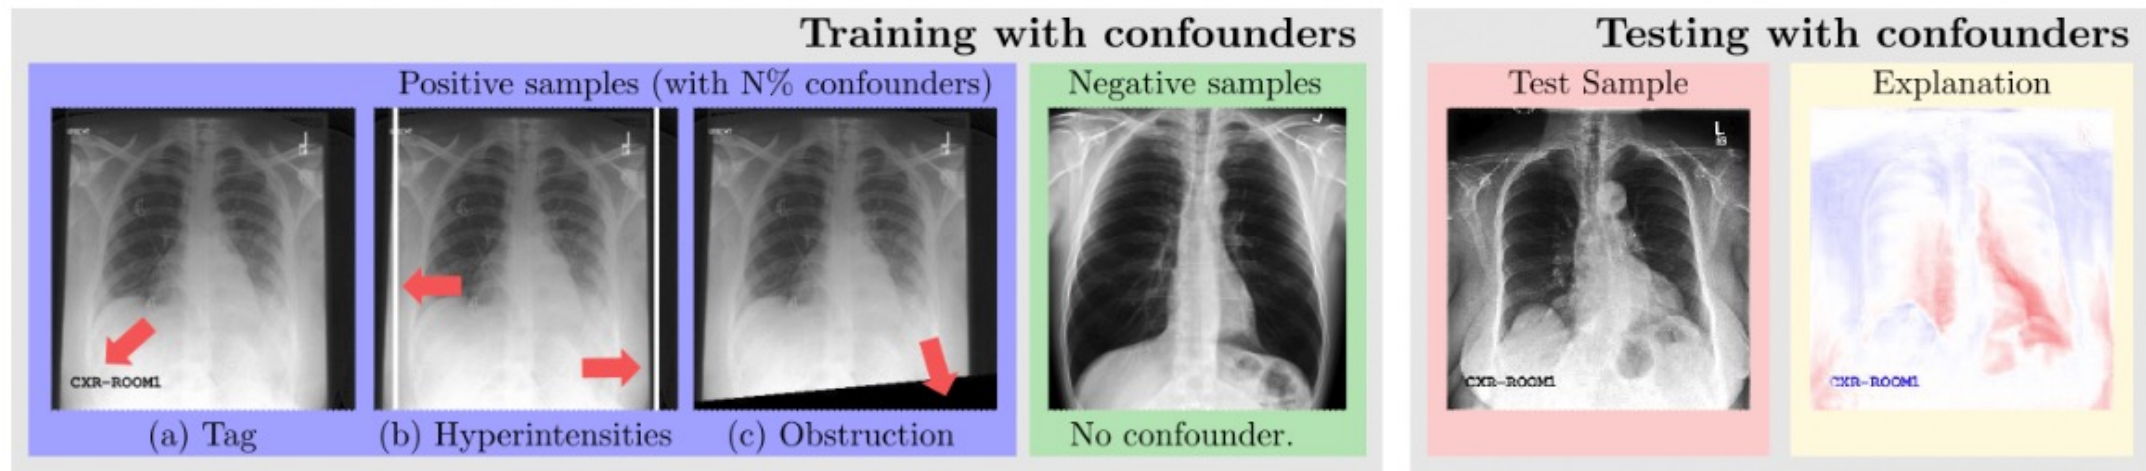 Training with confounders
Positive samples (with N% confounders)
Negative samples
CXR-ROOM1
L
(a) Tag
(b) Hyperintensities
(c) Obstruction
No confounder.
Testing with confounders
Test Sample
Explanation
L
CXR-ROOM1
CXR-ROOM1